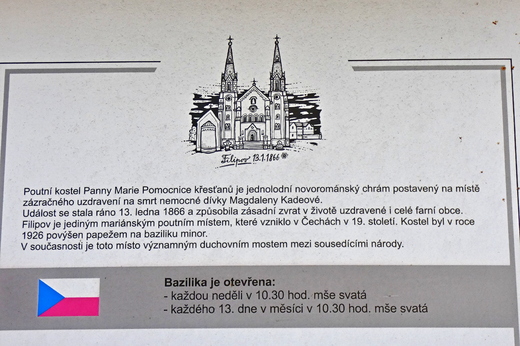 Filipov 13.1.1866
Poutní kostel Panny Marie Pomocnice křesťanů je jednolodní novorománský chrám postavený na místě
zázračného uzdravení na smrt nemocné dívky Magdaleny Kadeové.
Událost se stala ráno 13. ledna 1866 a způsobila zásadní zvrat v životě uzdravené i celé farní obce.
Filipov je jediným mariánským poutním místem, které vzniklo v Čechách v 19. století. Kostel byl v roce
1926 povýšen papežem na baziliku minor.
V současnosti je toto místo významným duchovním mostem mezi sousedícími národy.
Bazilika je otevřena:
- každou neděli v 10.30 hod. mše svatá
- každého 13. dne v měsíci v 10.30 hod. mše svatá